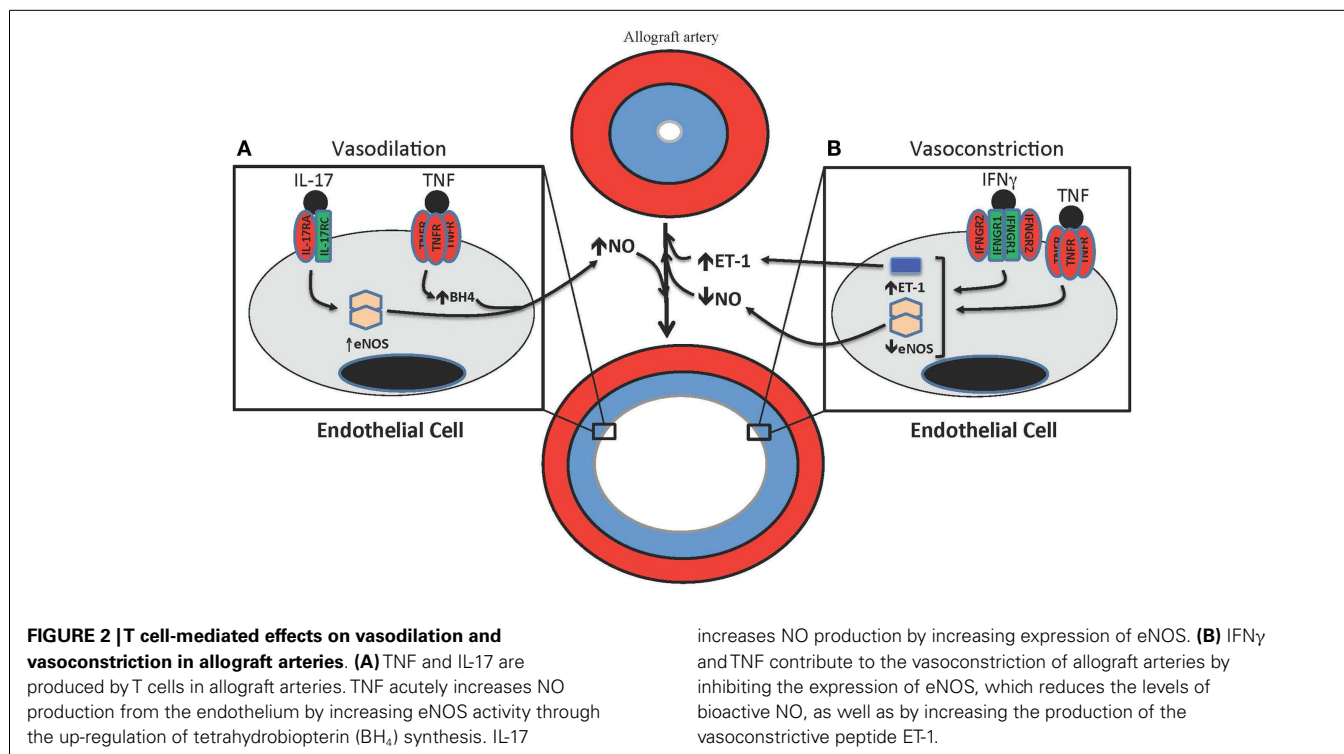 Allograft artery
A
Vasodilation
IL-17
TNF
IL-17RA
IL-17RC
TNFR
TNFR
TNFR
↑BH4
↑eNOS
Endothelial Cell
↑NO
↑ET-1
↓NO
B
Vasoconstriction
IFNγ
TNF
IFNGR2
IFNGR1
IFNGR1
IFNGR2
TNFR
TNFR
TNFR
↑ET-1
↓eNOS
Endothelial Cell
FIGURE 2 | T cell-mediated effects on vasodilation and
vasoconstriction in allograft arteries. (A) TNF and IL-17 are
produced by T cells in allograft arteries. TNF acutely increases NO
production from the endothelium by increasing eNOS activity through
the up-regulation of tetrahydrobiopterin (BH₄) synthesis. IL-17
increases NO production by increasing expression of eNOS. (B) IFNγ
and TNF contribute to the vasoconstriction of allograft arteries by
inhibiting the expression of eNOS, which reduces the levels of
bioactive NO, as well as by increasing the production of the
vasoconstrictive peptide ET-1.